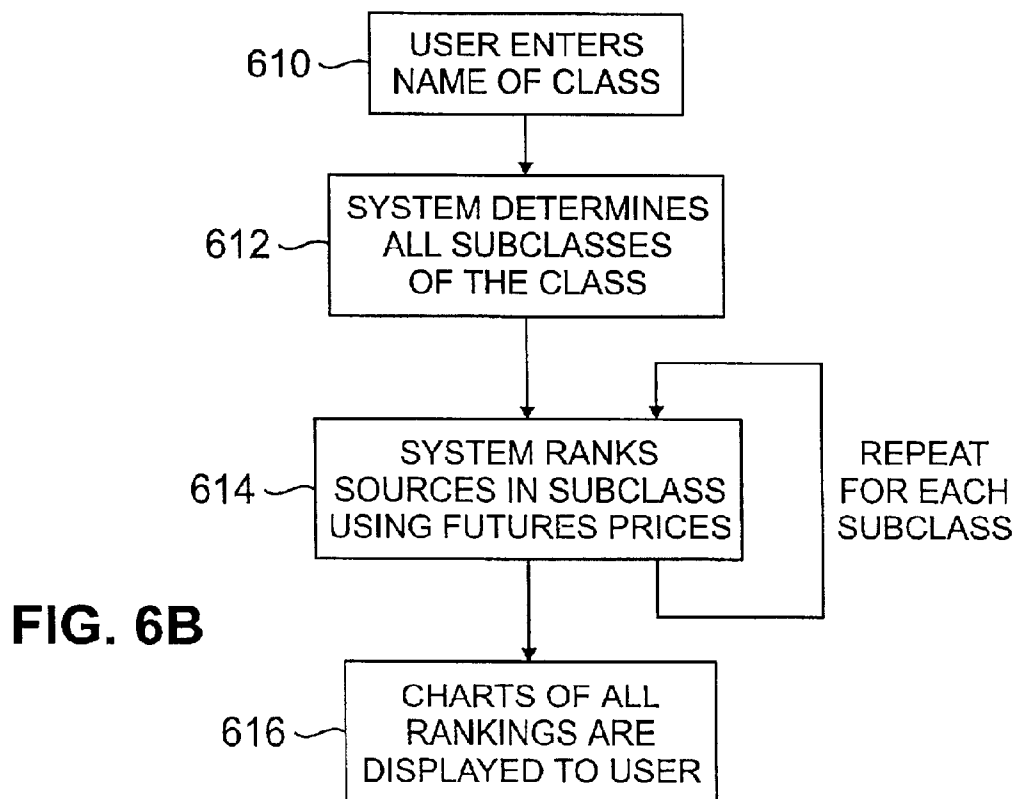 610
USER ENTERS
NAME OF CLASS
612
SYSTEM DETERMINES
ALL SUBCLASSES
OF THE CLASS
614
SYSTEM RANKS
SOURCES IN SUBCLASS
USING FUTURES PRICES
REPEAT
FOR EACH
SUBCLASS
FIG. 6B
616
CHARTS OF ALL
RANKINGS ARE
DISPLAYED TO USER